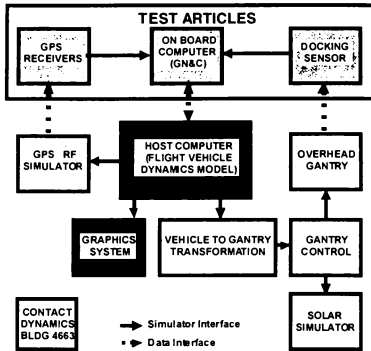 TEST ARTICLES
GPS
RECEIVERS
ON BOARD
COMPUTER
(GN&C)
DOCKING
SENSOR
GPS RF
SIMULATOR
HOST COMPUTER
(FLIGHT VEHICLE
DYNAMICS MODEL)
OVERHEAD
GANTRY
GRAPHICS
SYSTEM
VEHICLE TO GANTRY
TRANSFORMATION
GANTRY
CONTROL
CONTACT
DYNAMICS
BLDG 4663
Simulator Interface
Data Interface
SOLAR
SIMULATOR